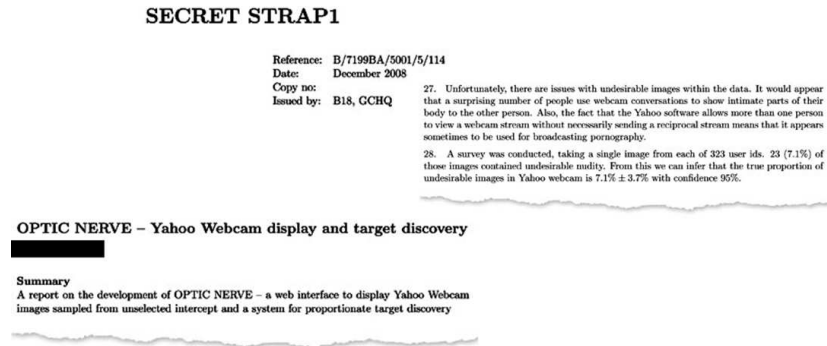 SECRET STRAP1
Reference: B/7199BA/5001/5/114
Date: December 2008
Copy no:
Issued by: B18, GCHQ
27. Unfortunately, there are issues with undesirable images within the data. It would appear
that a surprising number of people use webcam conversations to show intimate parts of their
body to the other person. Also, the fact that the Yahoo software allows more than one person
to view a webcam stream without necessarily sending a reciprocal stream means that it appears
sometimes to be used for broadcasting pornography.
28. A survey was conducted, taking a single image from each of 323 user ids. 23 (7.1%) of
those images contained undesirable nudity. From this we can infer that the true proportion of
undesirable images in Yahoo webcam is 7.1% ± 3.7% with confidence 95%.
OPTIC NERVE – Yahoo Webcam display and target discovery
Summary
A report on the development of OPTIC NERVE – a web interface to display Yahoo Webcam
images sampled from unselected intercept and a system for proportionate target discovery